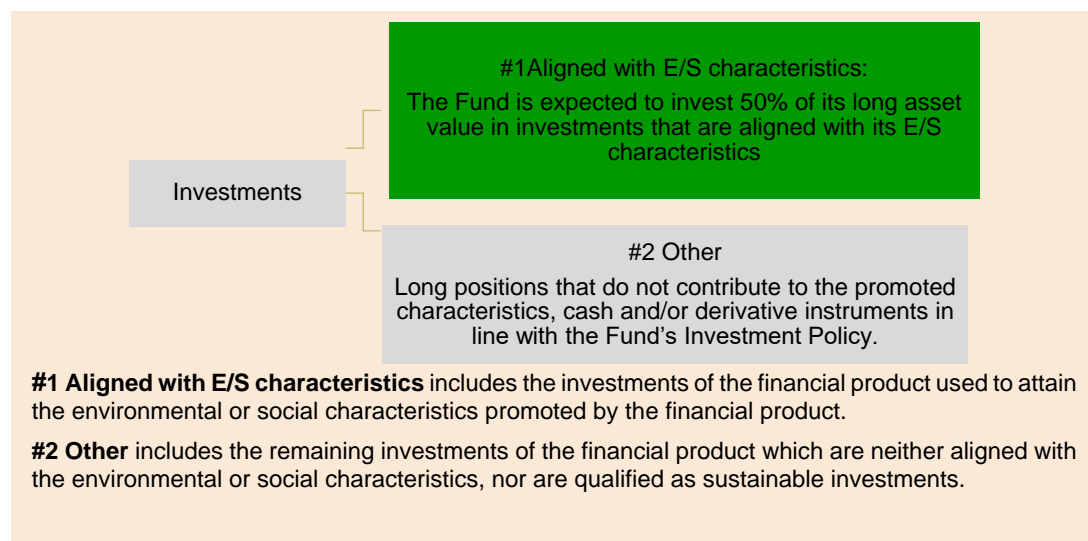 #1Aligned with E/S characteristics:
The Fund is expected to invest 50% of its long asset
value in investments that are aligned with its E/S
characteristics
Investments
#2 Other
Long positions that do not contribute to the promoted
characteristics, cash and/or derivative instruments in
line with the Fund's Investment Policy.
#1 Aligned with E/S characteristics includes the investments of the financial product used to attain
the environmental or social characteristics promoted by the financial product.
#2 Other includes the remaining investments of the financial product which are neither aligned with
the environmental or social characteristics, nor are qualified as sustainable investments.